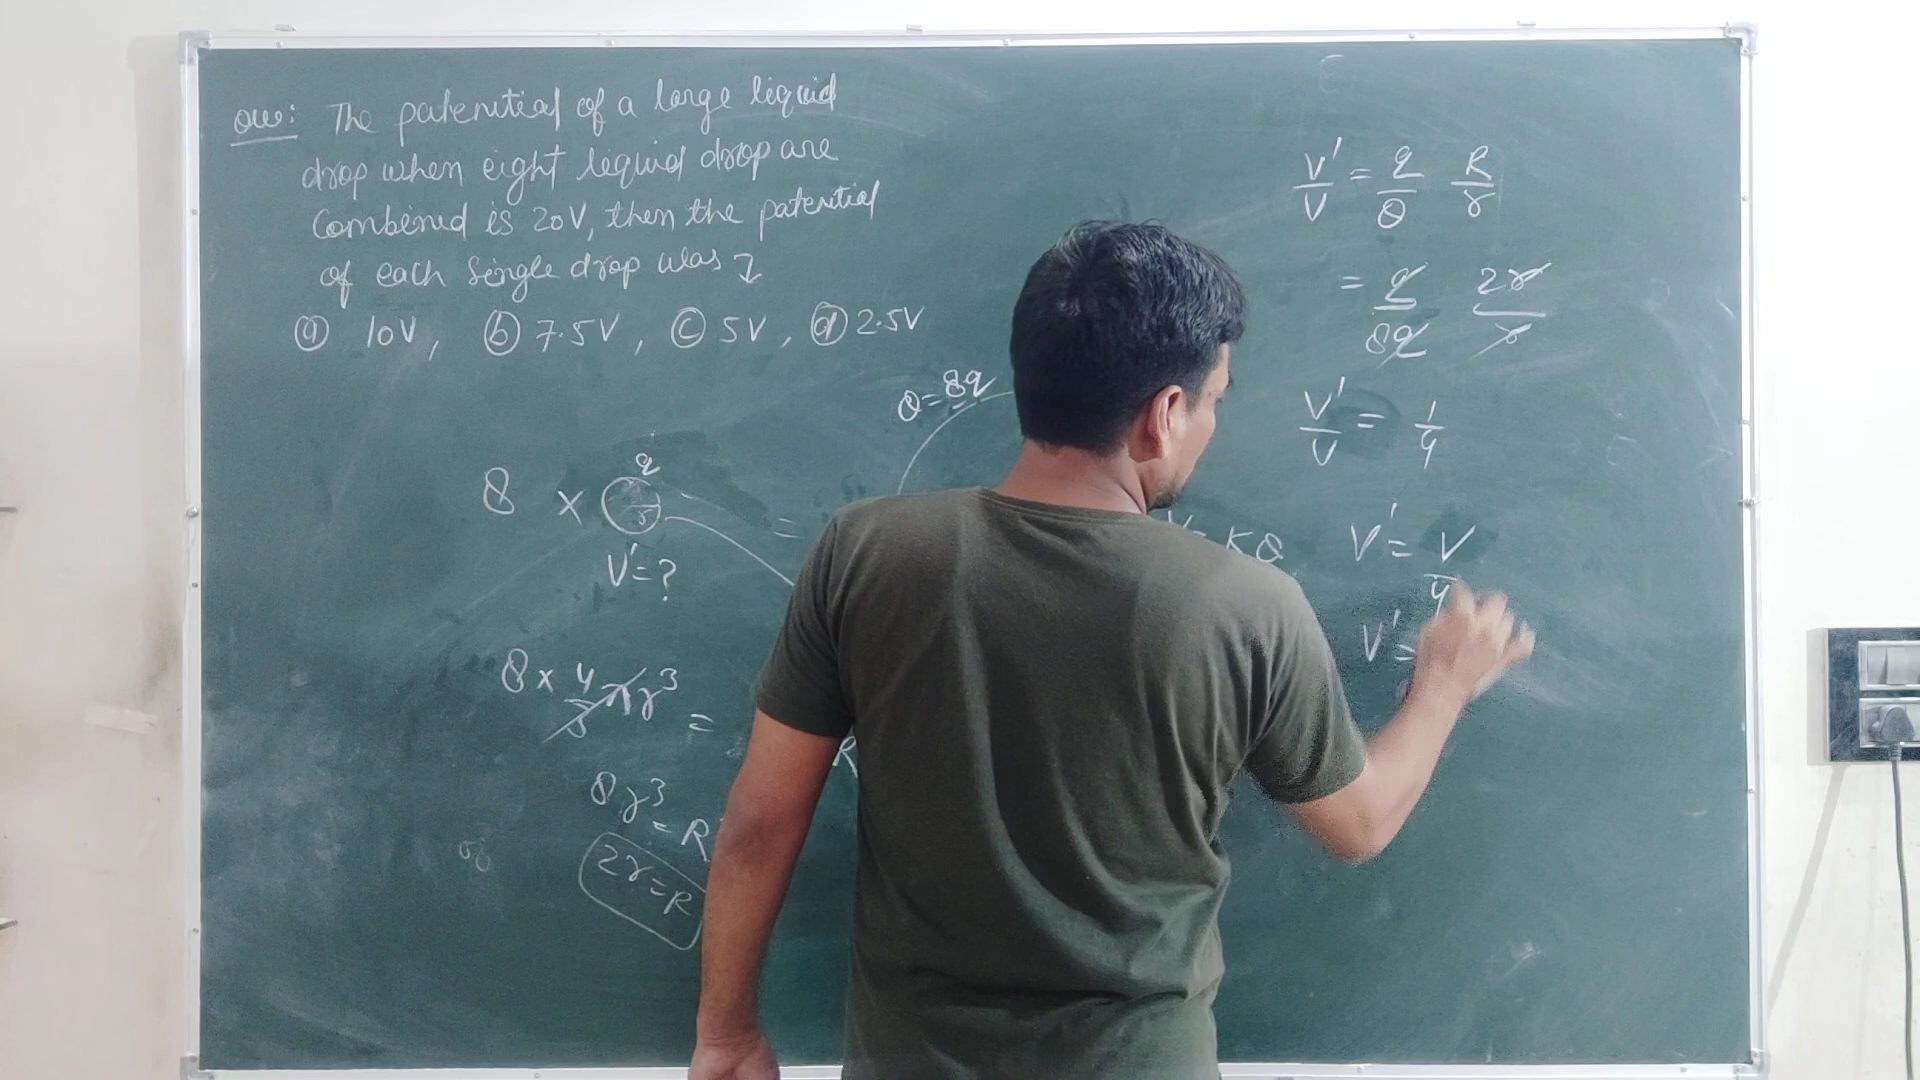 Que: The potential of a large liquid
drop when eight liquid drop are
Combined is 20V, then the potential
of each single drop was
(a) 10V, (b) 7.5V, (c) 5V, (d) 2.5V
Q=8q
q
8 × r =
V'=?
8 × 4/3 πr³ =
R
8r³ = R
2r=R
V = KQ
V'/V = q/Q R/r
= q/8q 2r/r
V'/V = 1/4
V' = V/4
V' =